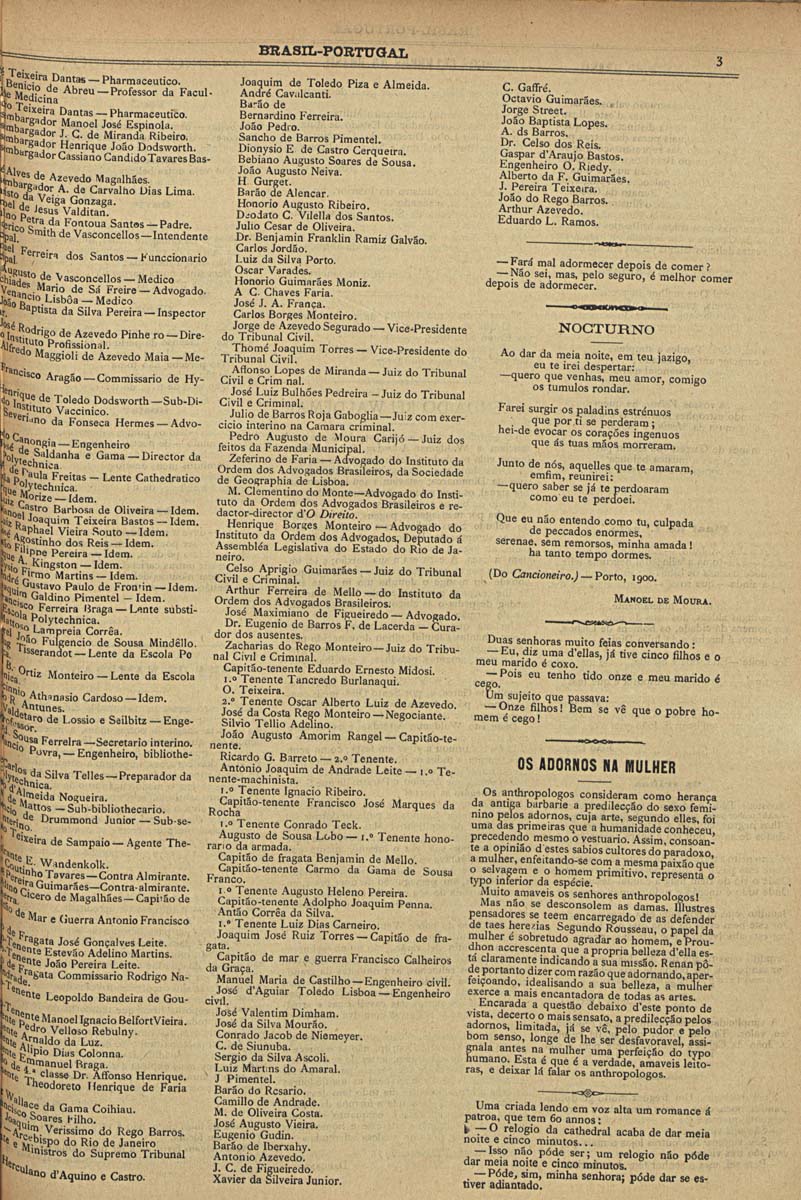 BRASIL-PORTUGAL
3
Teixeira Dantas — Pharmaceutico.
Benicio de Abreu — Professor da Facul-
de Medicina
Teixeira Dantas — Pharmaceutico.
Manoel José Espinola.
J. C. de Miranda Ribeiro.
Henrique João Dodsworth.
Cassiano Candido Tavares Bas-
Alves de Azevedo Magalhães.
A. de Carvalho Dias Lima.
da Veiga Gonzaga.
de Jesus Valditan.
Petra da Fontoua Santos — Padre.
Smith de Vasconcellos — Intendente
Ferreira dos Santos — Funccionario
de Vasconcellos — Medico
Mario de Sá Freire — Advogado.
Lisbôa — Medico
Baptista da Silva Pereira — Inspector
Rodrigo de Azevedo Pinhe ro — Dire-
Instituto Profissional.
Alfredo Maggioli de Azevedo Maia — Me-
Francisco Aragão — Commissario de Hy-
de Toledo Dodsworth — Sub-Di-
Instituto Vaccinico.
Severiano da Fonseca Hermes — Advo-
Canongia — Engenheiro
de Saldanha e Gama — Director da
Polytechnica
de Paula Freitas — Lente Cathedratico
Polytechnica.
Morize — Idem.
Castro Barbosa de Oliveira — Idem.
Joaquim Teixeira Bastos — Idem.
Raphael Vieira Souto — Idem.
Agostinho dos Reis — Idem.
Filippe Pereira — Idem.
A. Kingston — Idem.
Firmo Martins — Idem.
Gustavo Paulo de Fron'in — Idem.
Galdino Pimentel — Idem.
Ferreira Braga — Lente substi-
Escola Polytechnica.
Lampreia Corrêa.
João Fulgencio de Sousa Mindêllo.
Tisserandot — Lente da Escola Po
B. Ortiz Monteiro — Lente da Escola
Athanasio Cardoso — Idem.
Antunes.
de Lossio e Seilbitz — Enge-
Sousa Ferreira — Secretario interino.
Povra, — Engenheiro, bibliothe-
da Silva Telles — Preparador da
d'Almeida Nogueira.
de Mattos — Sub-bibliothecario.
de Drummond Junior — Sub-se-
Teixeira de Sampaio — Agente The-
E. Wandenkolk.
Coutinho Tavares — Contra Almirante.
Pereira Guimarães — Contra-almirante.
Cicero de Magalhães — Capitão de
de Mar e Guerra Antonio Francisco
de Fragata José Gonçalves Leite.
Tenente Estevão Adelino Martins.
João Pereira Leite.
Fragata Commissario Rodrigo Na-
Tenente Leopoldo Bandeira de Gou-
Tenente Manoel Ignacio Belfort Vieira.
Pedro Velloso Rebulny.
Arnaldo da Luz.
Alipio Dias Colonna.
Emmanuel Braga.
de 4.ª classe Dr. Affonso Henrique.
Theodoreto Henrique de Faria
Wallace da Gama Coihiau.
Soares Filho.
Joaquim Verissimo do Rego Barros.
Arcebispo do Rio de Janeiro
e Ministros do Supremo Tribunal
Herculano d'Aquino e Castro.
Joaquim de Toledo Piza e Almeida.
André Cavalcanti.
Barão de
Bernardino Ferreira.
João Pedro.
Sancho de Barros Pimentel.
Dionysio E de Castro Cerqueira.
Bebiano Augusto Soares de Sousa.
João Augusto Neiva.
H Gurget.
Barão de Alencar.
Honorio Augusto Ribeiro.
Deodato C. Vilella dos Santos.
Julio Cesar de Oliveira.
Dr. Benjamin Franklin Ramiz Galvão.
Carlos Jordão.
Luiz da Silva Porto.
Oscar Varades.
Honorio Guimarães Moniz.
A C. Chaves Faria.
José J. A. França.
Carlos Borges Monteiro.
Jorge de Azevedo Segurado — Vice-Presidente
do Tribunal Civil.
Thomé Joaquim Torres — Vice-Presidente do
Tribunal Civil.
Affonso Lopes de Miranda — Juiz do Tribunal
Civil e Crim nal.
José Luiz Bulhões Pedreira — Juiz do Tribunal
Civil e Criminal.
Julio de Barros Roja Gaboglia — Juiz com exer-
cicio interino na Camara criminal.
Pedro Augusto de Moura Carijó — Juiz dos
feitos da Fazenda Municipal.
Zeferino de Faria — Advogado do Instituto da
Ordem dos Advogados Brasileiros, da Sociedade
de Geographia de Lisboa.
M. Clementino do Monte — Advogado do Insti-
tuto da Ordem dos Advogados Brasileiros e re-
dactor-director d'O Direito.
Henrique Borges Monteiro — Advogado do
Instituto da Ordem dos Advogados, Deputado á
Assembléa Legislativa do Estado do Rio de Ja-
neiro.
Celso Aprigio Guimarães — Juiz do Tribunal
Civil e Criminal.
Arthur Ferreira de Mello — do Instituto da
Ordem dos Advogados Brasileiros.
José Maximiano de Figueiredo — Advogado.
Dr. Eugenio de Barros F. de Lacerda — Cura-
dor dos ausentes.
Zacharias do Rego Monteiro — Juiz do Tribu-
nal Civil e Criminal.
Capitão-tenente Eduardo Ernesto Midosi.
1.º Tenente Tancredo Burlanaqui.
O. Teixeira.
2.º Tenente Oscar Alberto Luiz de Azevedo.
José da Costa Rego Monteiro — Negociante.
Silvio Tellio Adelino.
João Augusto Amorim Rangel — Capitão-te-
nente.
Ricardo G. Barreto — 2.º Tenente.
Antonio Joaquim de Andrade Leite — 1.º Te-
nente-machinista.
1.º Tenente Ignacio Ribeiro.
Capitão-tenente Francisco José Marques da
Rocha
1.º Tenente Conrado Teck.
Augusto de Sousa Lobo — 1.º Tenente hono-
rario da armada.
Capitão de fragata Benjamin de Mello.
Capitão-tenente Carmo da Gama de Sousa
Franco.
1.º Tenente Augusto Heleno Pereira.
Capitão-tenente Adolpho Joaquim Penna.
Antão Corrêa da Silva.
1.º Tenente Luiz Dias Carneiro.
Joaquim José Ruiz Torres — Capitão de fra-
gata.
Capitão de mar e guerra Francisco Calheiros
da Graça.
Manuel Maria de Castilho — Engenheiro civil.
José d'Aguiar Toledo Lisboa — Engenheiro
civil.
José Valentim Dimham.
José da Silva Mourão.
Conrado Jacob de Niemeyer.
C. de Siunuba.
Sergio da Silva Ascoli.
Luiz Martins do Amaral.
J Pimentel.
Barão do Rosario.
Camillo de Andrade.
M. de Oliveira Costa.
José Augusto Vieira.
Eugenio Gudin.
Barão de Iberxahy.
Antonio Azevedo.
J. C. de Figueiredo.
Xavier da Silveira Junior.
C. Gaffré.
Octavio Guimarães.
Jorge Street.
João Baptista Lopes.
A. ds Barros.
Dr. Celso dos Reis.
Gaspar d'Araujo Bastos.
Engenheiro O. Riedy.
Alberto da F. Guimarães.
J. Pereira Teixeira.
João do Rego Barros.
Arthur Azevedo.
Eduardo L. Ramos.
— Fará mal adormecer depois de comer?
— Não sei, mas, pelo seguro, é melhor comer
depois de adormecer.
NOCTURNO
Ao dar da meia noite, em teu jazigo,
eu te irei despertar:
—quero que venhas, meu amor, comigo
os tumulos rondar.
Farei surgir os paladins estrénuos
que por ti se perderam;
hei-de evocar os corações ingenuos
que ás tuas mãos morreram.
Junto de nós, aquelles que te amaram,
emfim, reunirei:
—quero saber se já te perdoaram
como eu te perdoei.
Que eu não entendo como tu, culpada
de peccados enormes,
serenae, sem remorsos, minha amada!
ha tanto tempo dormes.
(Do Cancioneiro.) — Porto, 1900.
MANOEL DE MOURA.
Duas senhoras muito feias conversando:
— Eu, diz uma d'ellas, já tive cinco filhos e o
meu marido é coxo.
— Pois eu tenho tido onze e meu marido é
cego.
Um sujeito que passava:
— Onze filhos! Bem se vê que o pobre ho-
mem é cego!
OS ADORNOS NA MULHER
Os anthropologos consideram como herança
da antiga barbarie a predilecção do sexo femi-
nino pelos adornos, cuja arte, segundo elles, foi
uma das primeiras que a humanidade conheceu,
precedendo mesmo o vestuario. Assim, consoan-
te a opinião d'estes sabios cultores do paradoxo,
a mulher, enfeitando-se com a mesma paixão que
o selvagem e o homem primitivo, representa o
typo inferior da espécie.
Muito amaveis os senhores anthropologos!
Mas não se desconsolem as damas. Illustres
pensadores se teem encarregado de as defender
de taes herezias Segundo Rousseau, o papel da
mulher é sobretudo agradar ao homem, e Prou-
dhon accrescenta que a propria belleza d'ella es-
tá claramente indicando a sua missão. Renan pô-
de portanto dizer com razão que adornando, aper-
feiçoando, idealisando a sua belleza, a mulher
exerce a mais encantadora de todas as artes.
Encarada a questão debaixo d'este ponto de
vista, decerto o mais sensato, a predilecção pelos
adornos, limitada, já se vê, pelo pudor e pelo
bom senso, longe de lhe ser desfavoravel, assi-
gnala antes na mulher uma perfeição do typo
humano. Esta é que é a verdade, amaveis leito-
ras, e deixar lá falar os anthropologos.
Uma criada lendo em voz alta um romance á
patroa, que tem 60 annos:
— O relogio da cathedral acaba de dar meia
noite e cinco minutos...
— Isso não póde ser; um relogio não póde
dar meia noite e cinco minutos.
— Póde, sim, minha senhora; póde dar se es-
tiver adiantado.